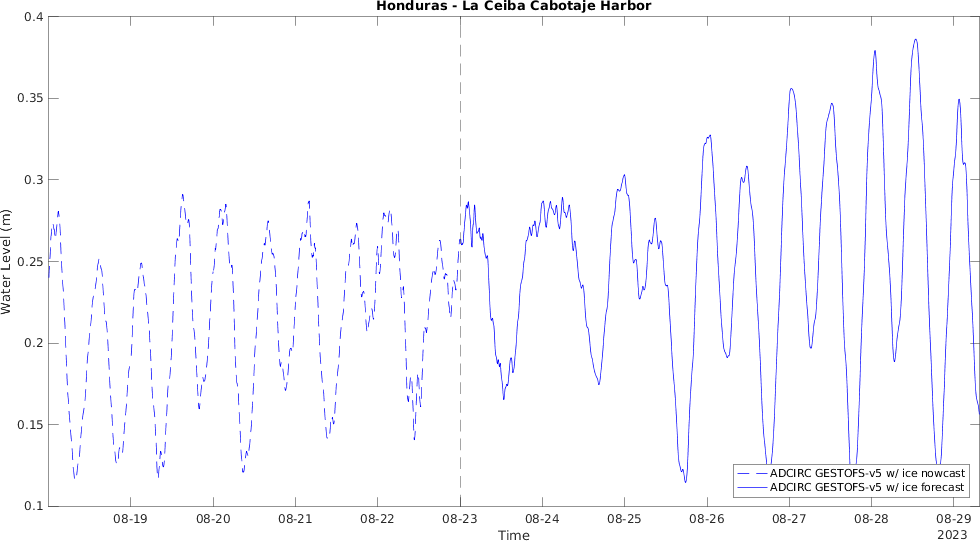 Honduras - La Ceiba Cabotaje Harbor
0.4
0.35
0.3
0.25
0.2
0.15
0.1
Water Level (m)
ADCIRC GESTOFS-v5 w/ ice nowcast
ADCIRC GESTOFS-v5 w/ ice forecast
08-19 08-20 08-21 08-22 08-23 08-24 08-25 08-26 08-27 08-28 08-29
2023
Time